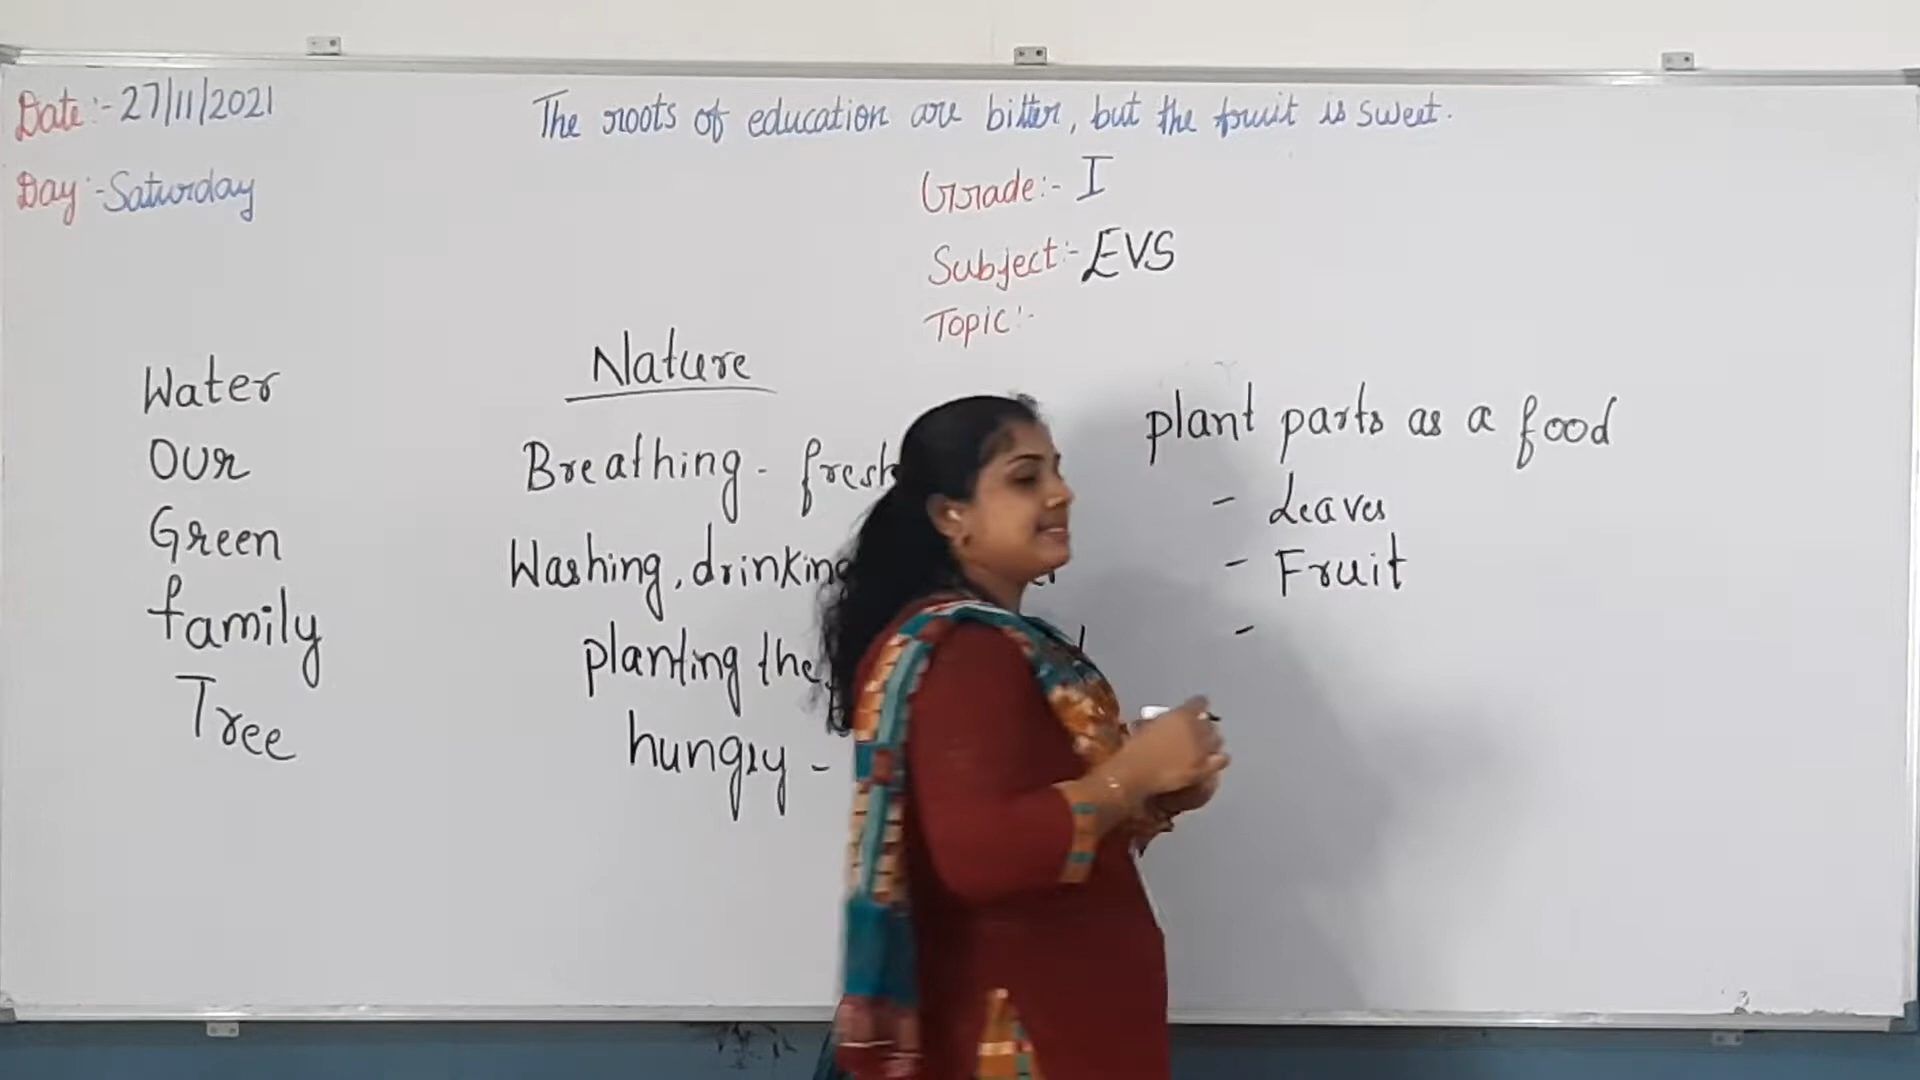 Date:- 27/11/2021
The roots of education are bitter, but the fruit is sweet.
Day:- Saturday
Grade:- I
Subject:- EVS
Topic:-
Water
Our
Green
family
Tree
Nature
Breathing - fresh
Washing, drinking
planting the
hungry -
plant parts as a food
- Leaves
- Fruit
-